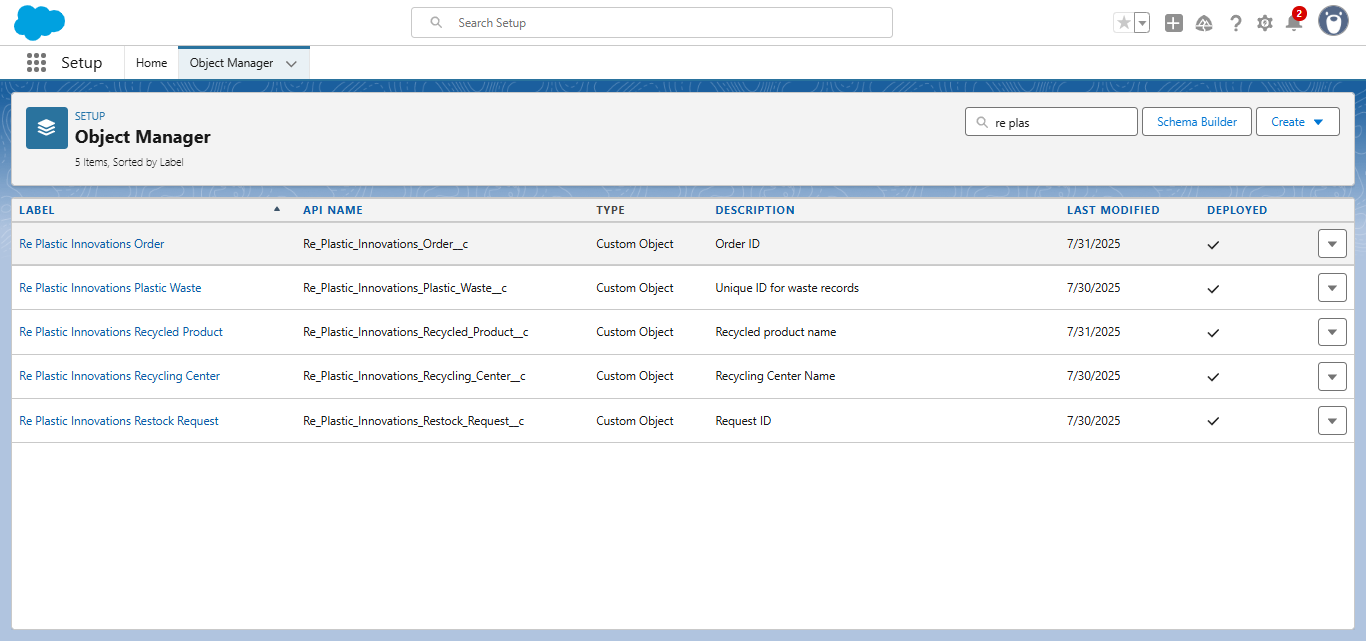 Search Setup
2
Setup
Home
Object Manager
SETUP
Object Manager
5 Items, Sorted by Label
re plas
Schema Builder
Create
LABEL API NAME TYPE DESCRIPTION LAST MODIFIED DEPLOYED
Re Plastic Innovations Order Re_Plastic_Innovations_Order__c Custom Object Order ID 7/31/2025
Re Plastic Innovations Plastic Waste Re_Plastic_Innovations_Plastic_Waste__c Custom Object Unique ID for waste records 7/30/2025
Re Plastic Innovations Recycled Product Re_Plastic_Innovations_Recycled_Product__c Custom Object Recycled product name 7/31/2025
Re Plastic Innovations Recycling Center Re_Plastic_Innovations_Recycling_Center__c Custom Object Recycling Center Name 7/30/2025
Re Plastic Innovations Restock Request Re_Plastic_Innovations_Restock_Request__c Custom Object Request ID 7/30/2025